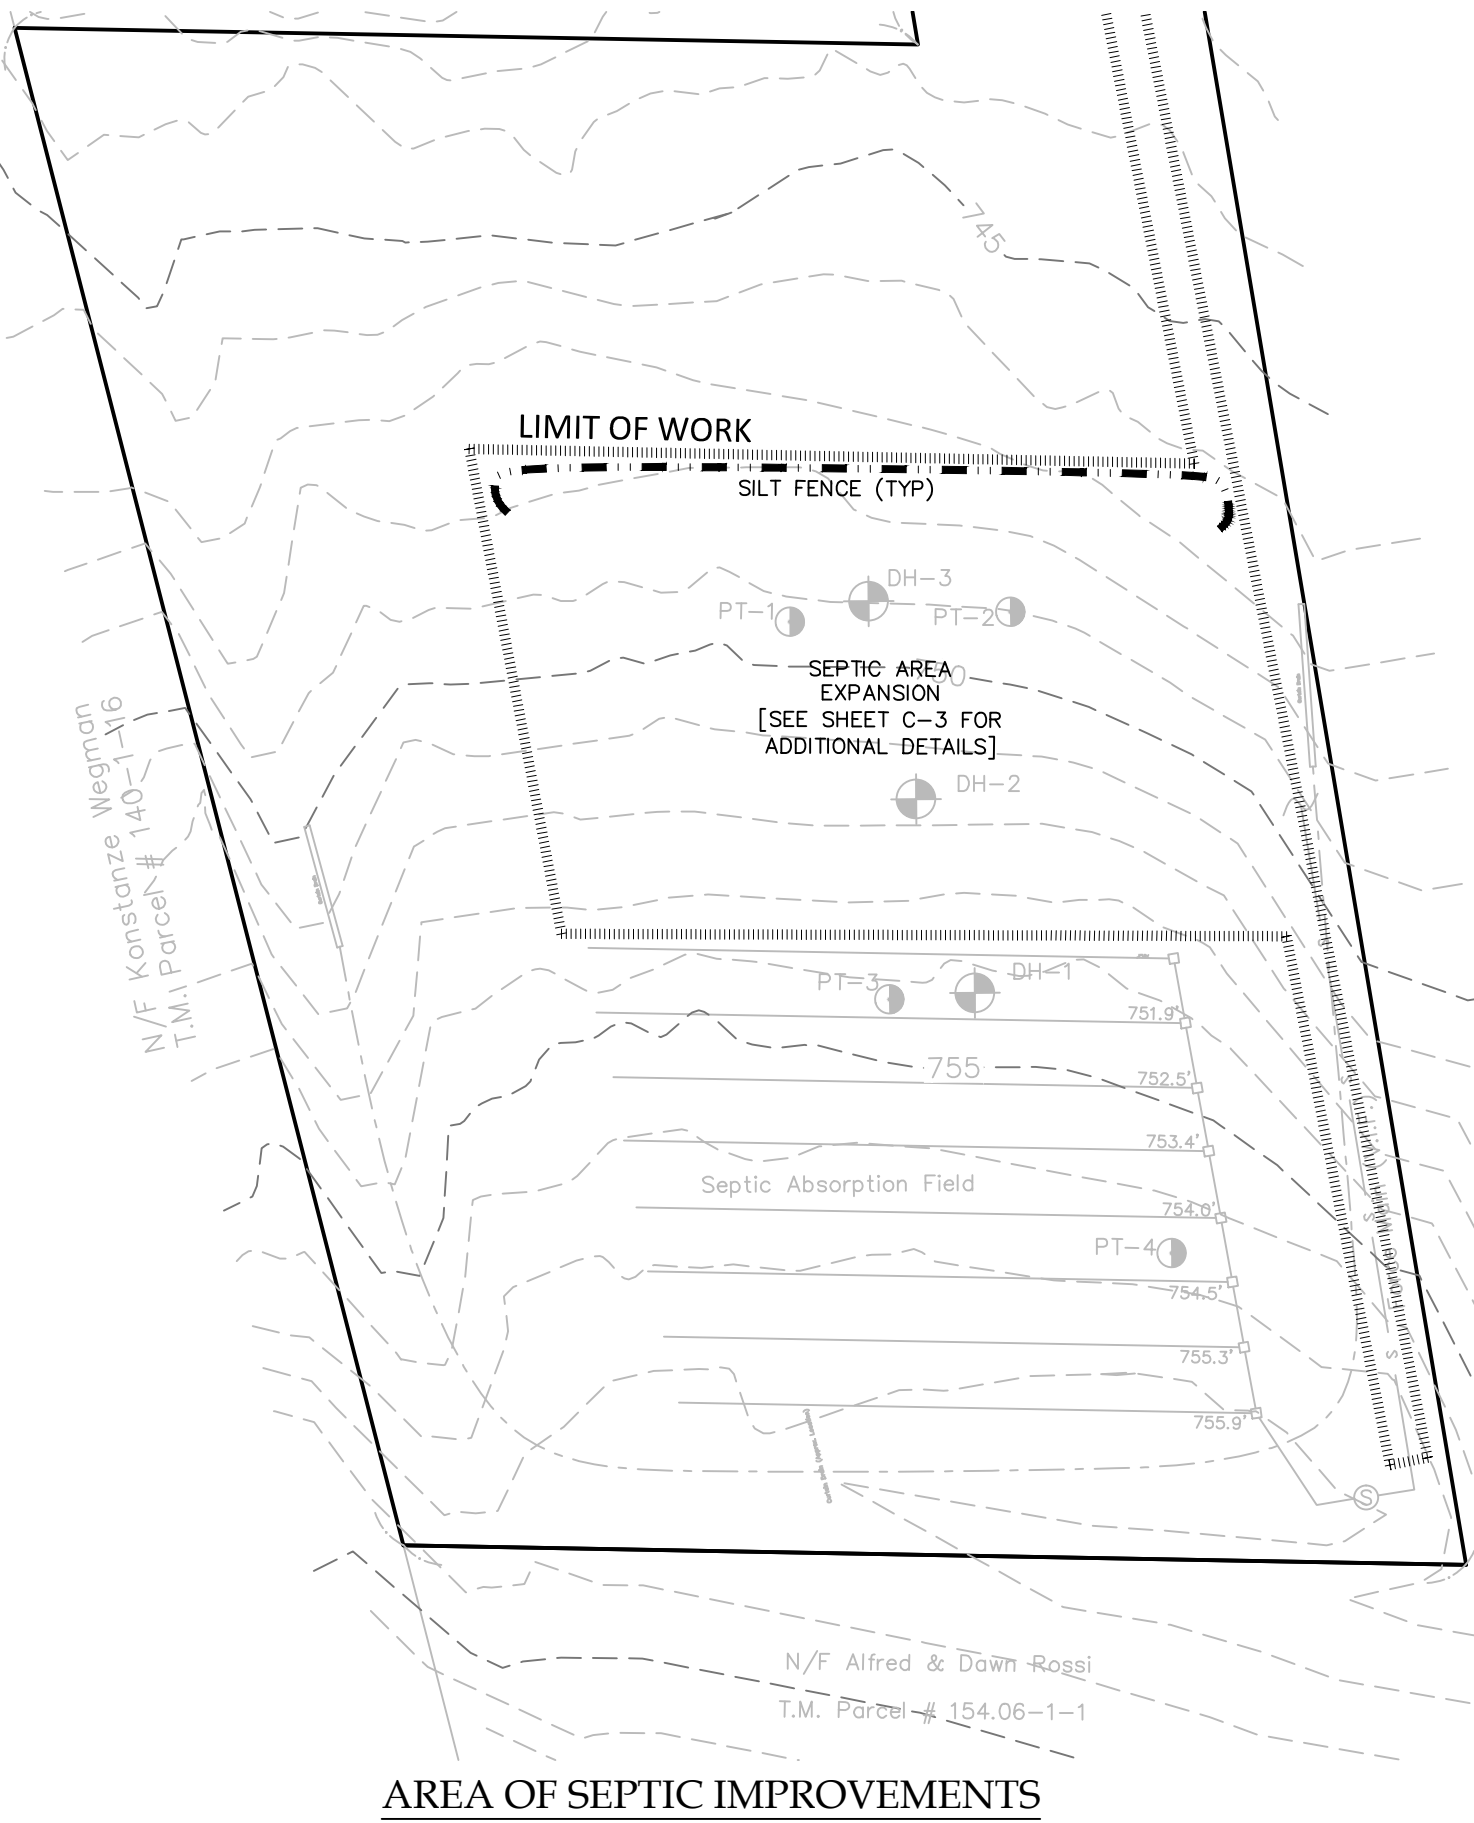 745
LIMIT OF WORK
SILT FENCE (TYP)
DH-3
PT-1
PT-2
SEPTIC AREA
750
EXPANSION
[SEE SHEET C-3 FOR
ADDITIONAL DETAILS]
DH-2
N/F Konstanze Wegman
T.M. Parcel # 140-1-16
PT-3
DH-1
751.9'
755
752.5'
753.4'
Septic Absorption Field
754.0'
PT-4
754.5'
755.3'
755.9'
S
S
S
S
S
N/F Alfred & Dawn Rossi
T.M. Parcel # 154.06-1-1
AREA OF SEPTIC IMPROVEMENTS